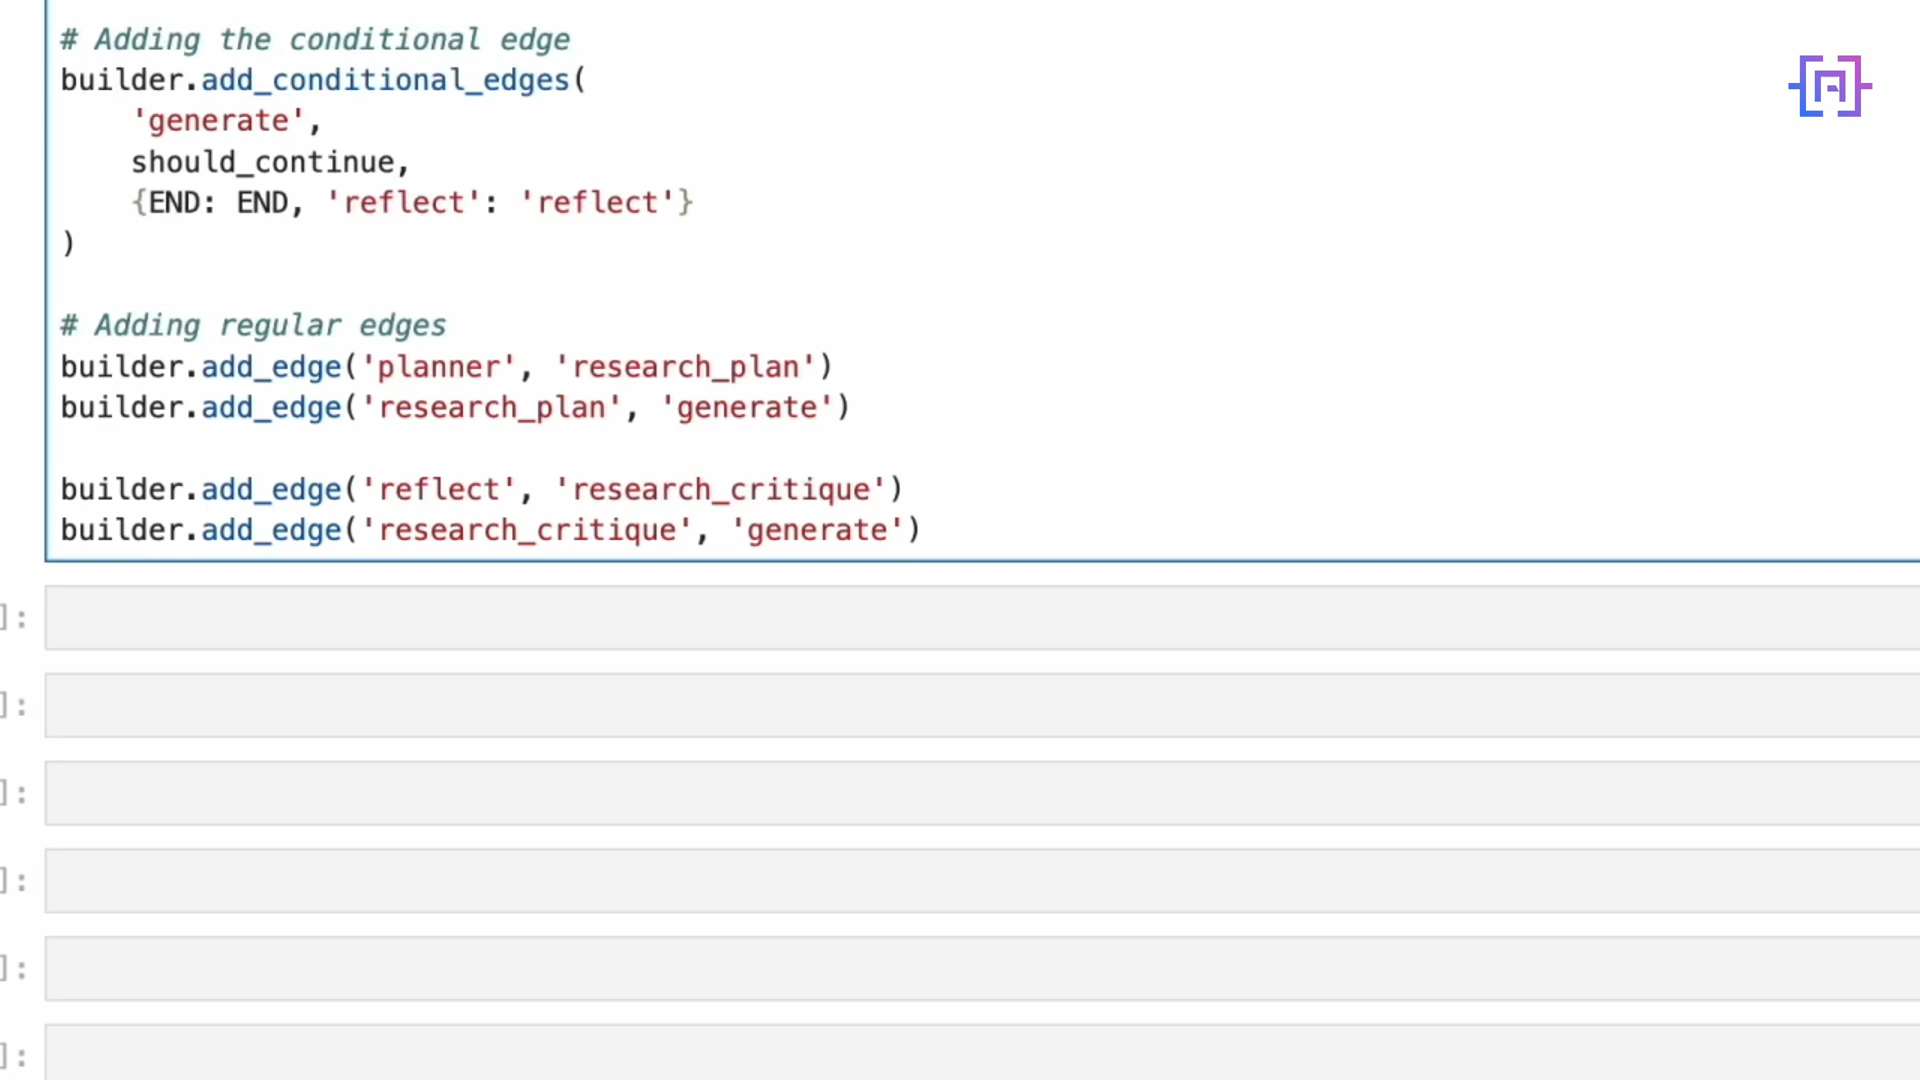 # Adding the conditional edge
builder.add_conditional_edges(
    'generate',
    should_continue,
    {END: END, 'reflect': 'reflect'}
)
# Adding regular edges
builder.add_edge('planner', 'research_plan')
builder.add_edge('research_plan', 'generate')
builder.add_edge('reflect', 'research_critique')
builder.add_edge('research_critique', 'generate')
]:
]:
]:
]:
]:
]: